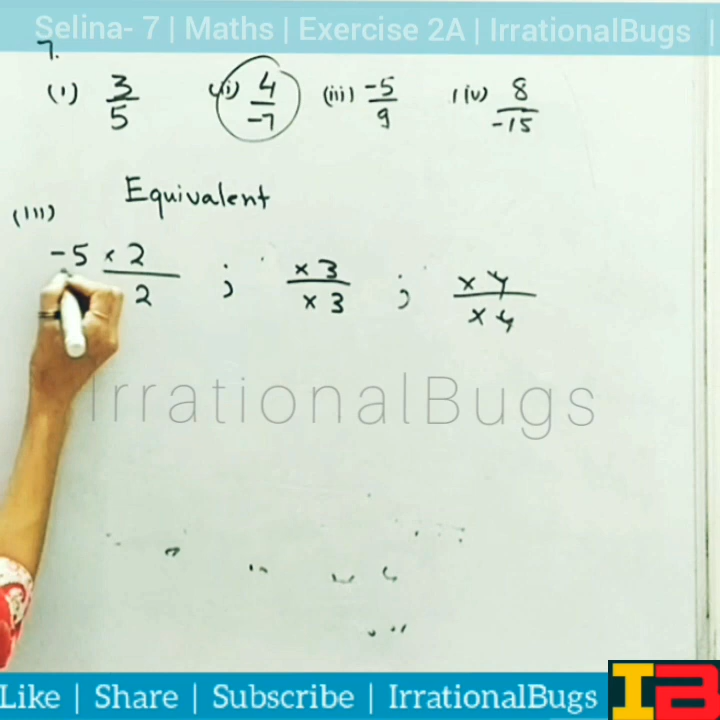 Selina- 7 | Maths | Exercise 2A | IrrationalBugs |
7.
(i) 3/5 (ii) 4/-7 (iii) -5/9 (iv) 8/-15
Equivalent
(iii)
-5 × 2 / 2 ; × 3 / × 3 ; × 4 / × 4
IrrationalBugs
Like | Share | Subscribe | IrrationalBugs
IB